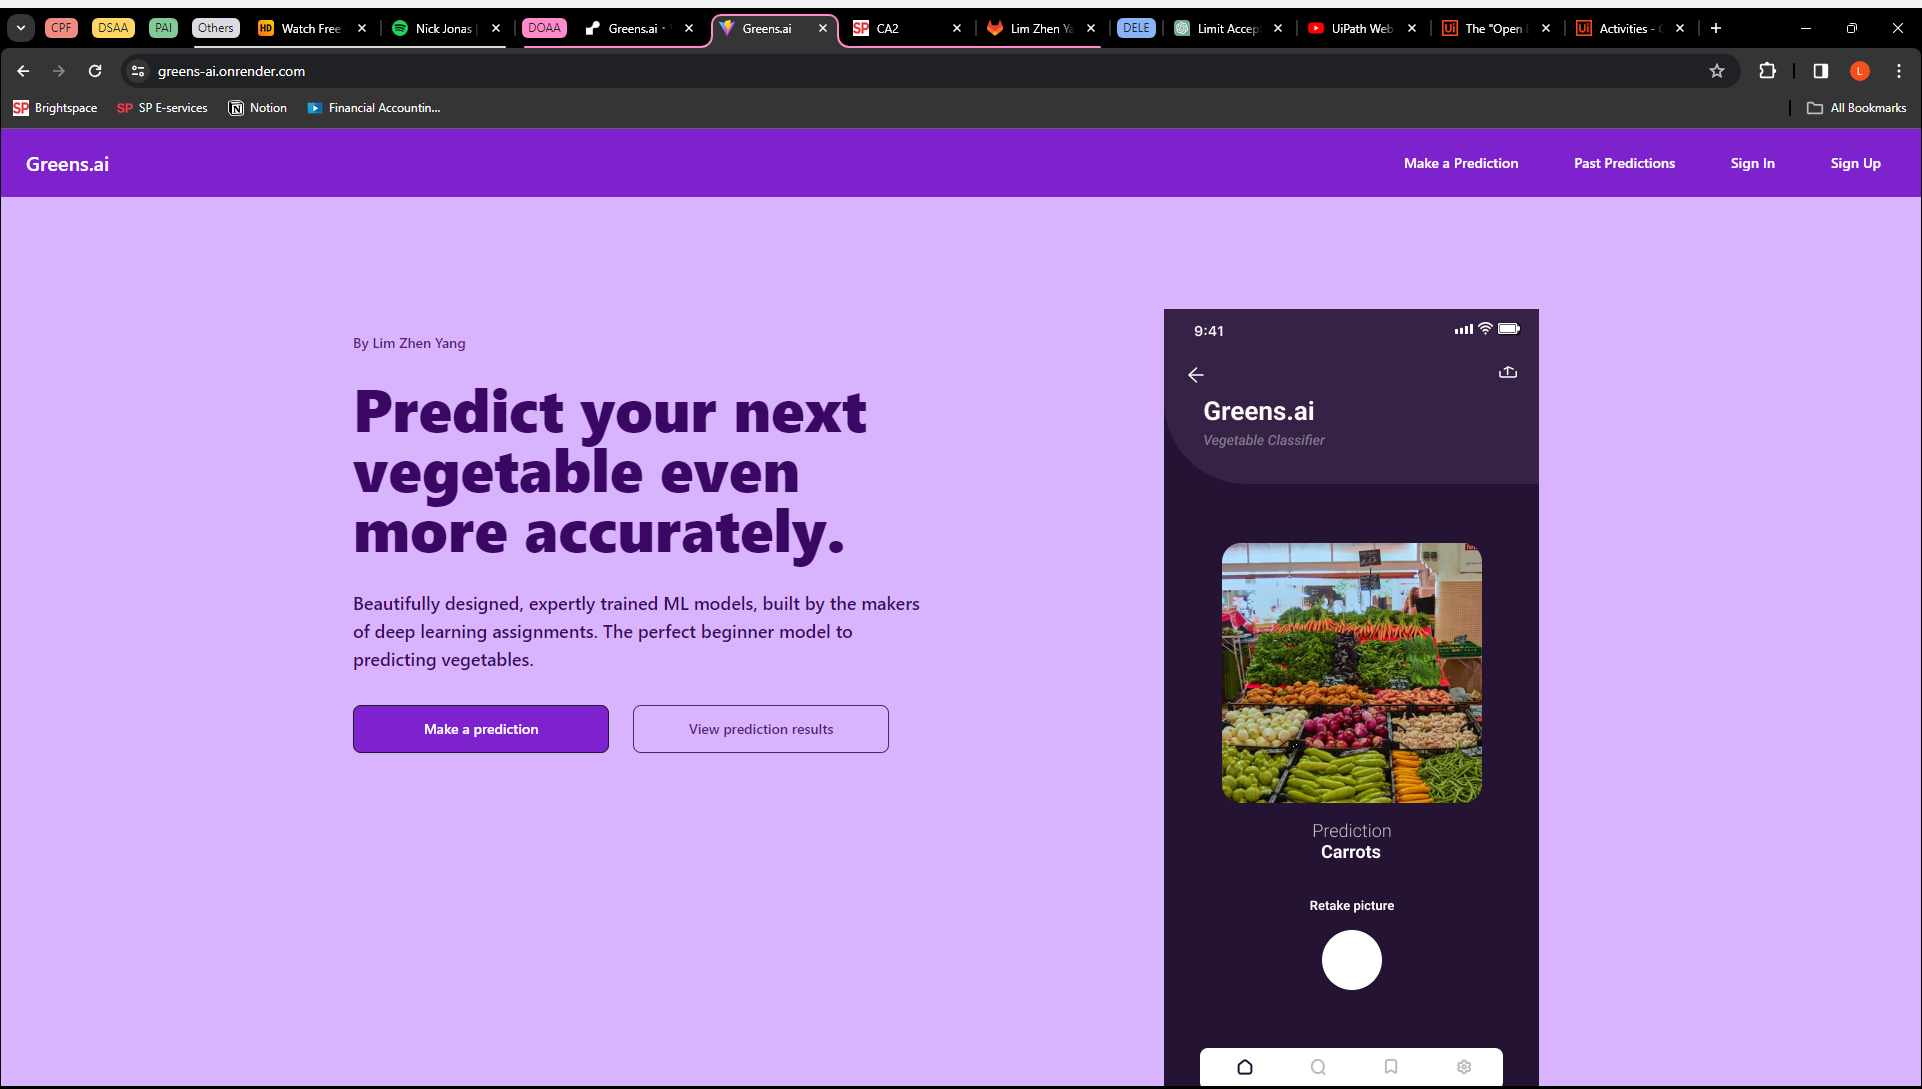 CPF
DSAA
PAI
Others
Watch Free
Nick Jonas |
DOAA
Greens.ai ·
Greens.ai
CA2
Lim Zhen Ya
DELE
Limit Accep
UiPath Web
The "Open
Activities -
greens-ai.onrender.com
L
Brightspace
SP E-services
Notion
Financial Accountin...
All Bookmarks
Greens.ai
Make a Prediction
Past Predictions
Sign In
Sign Up
By Lim Zhen Yang
Predict your next
vegetable even
more accurately.
Beautifully designed, expertly trained ML models, built by the makers
of deep learning assignments. The perfect beginner model to
predicting vegetables.
Make a prediction
View prediction results
9:41
Greens.ai
Vegetable Classifier
Prediction
Carrots
Retake picture